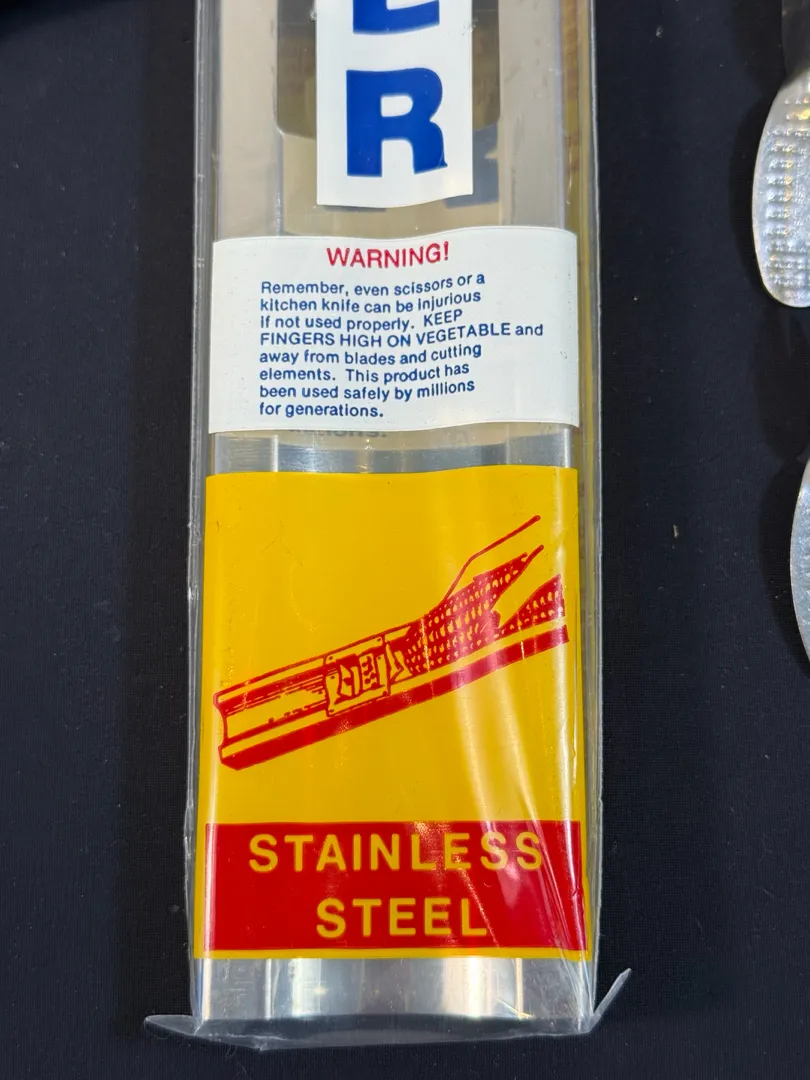 ER
WARNING!
Remember, even scissors or a
kitchen knife can be injurious
if not used properly. KEEP
FINGERS HIGH ON VEGETABLE and
away from blades and cutting
elements. This product has
been used safely by millions
for generations.
STAINLESS
STEEL